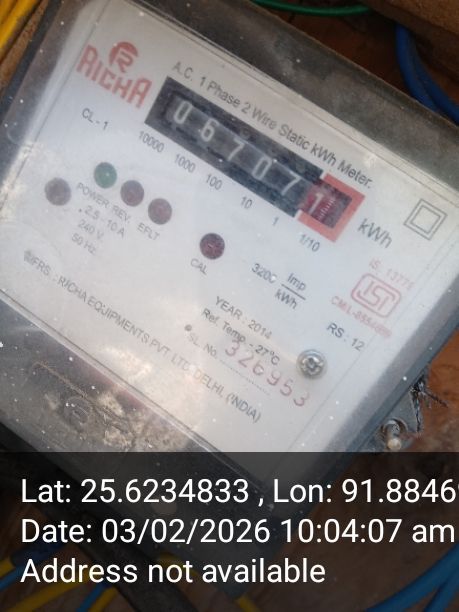 RICHA
A.C. 1 Phase 2 Wire Static kWh Meter.
067071
kWh
CL-1
10000 1000 100 10 1 1/10
POWER REV. EFLT
2.5 - 10 A
240 V
50 Hz
CAL
3200 Imp
kWh
IS: 13779
ISI
CM/L-
RS: 12
YEAR: 2014
Ref. Temp.: 27°C
SL. No. 326953
MFRS.: RICHA EQUIPMENTS PVT. LTD. DELHI, (INDIA)
Lat: 25.6234833 , Lon: 91.8846
Date: 03/02/2026 10:04:07 am
Address not available